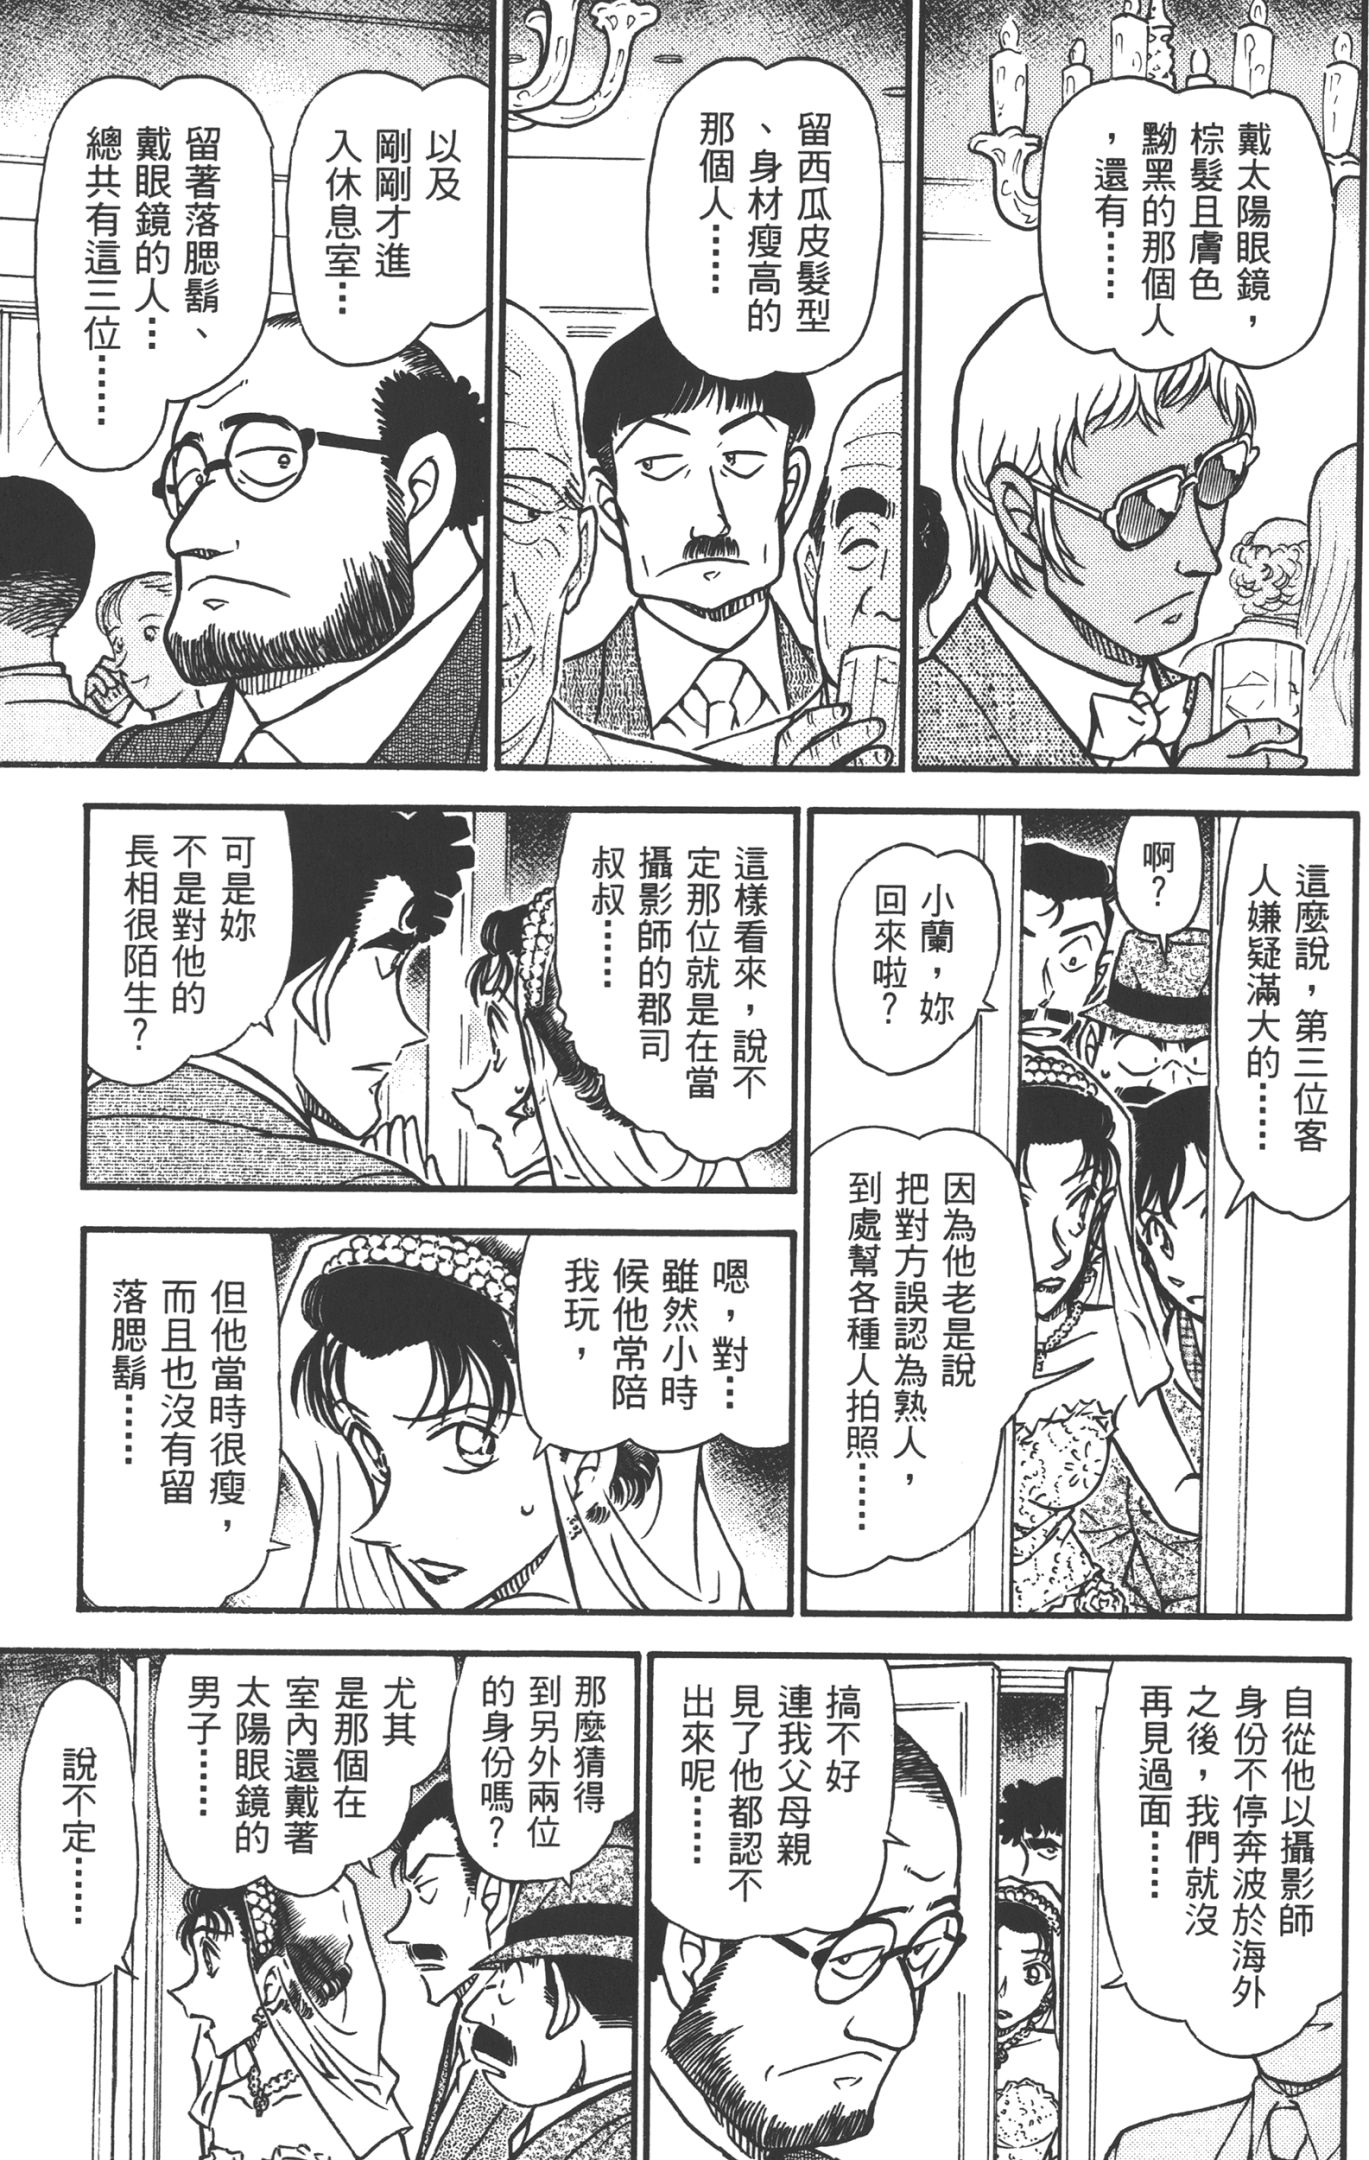 戴太陽眼鏡，
棕髮且膚色
黝黑的那個人
，還有……
留西瓜皮髮型
、身材瘦高的
那個人……
以及
剛剛才進
入休息室…
留著落腮鬍、
戴眼鏡的人…
總共有這三位……
這麼說，第三位客
人嫌疑滿大的……
啊？
小蘭，妳
回來啦？
因為他老是說
把對方誤認為熟人，
到處幫各種人拍照……
這樣看來，說不
定那位就是在當
攝影師的郡司
叔叔……
可是妳
不是對他的
長相很陌生？
嗯，對…
雖然小時
候他常陪
我玩，
但他當時很瘦，
而且也沒有留
落腮鬍……
自從他以攝影師
身份不停奔波於海外
之後，我們就沒
再見過面……
搞不好
連我父母親
見了他都認不
出來呢……
那麼猜得
到另外兩位
的身份嗎？
尤其
是那個在
室內還戴著
太陽眼鏡的
男子……
說不定……